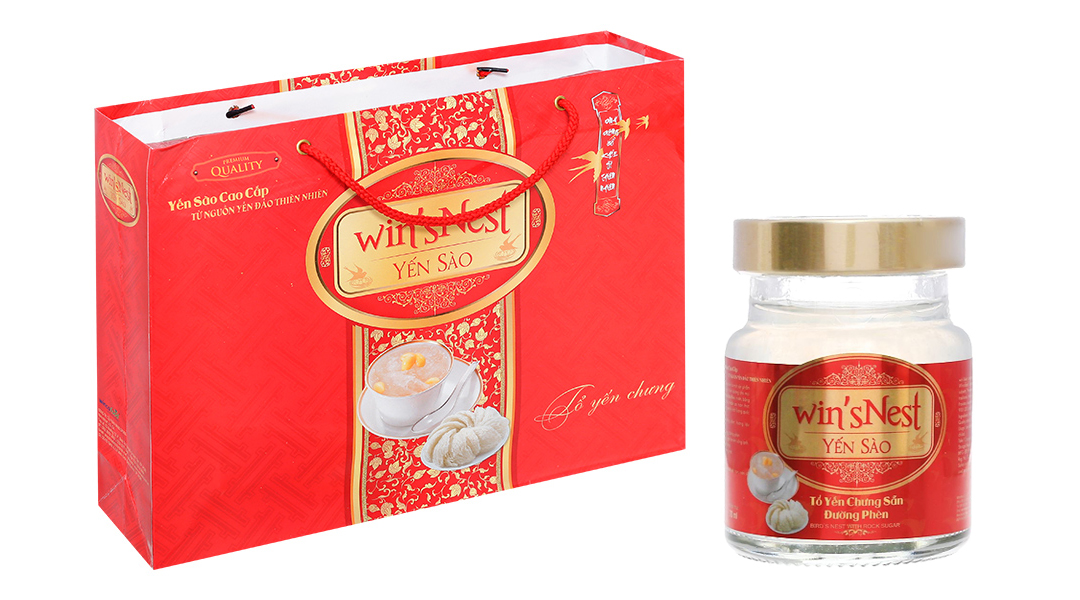 PREMIUM
QUALITY
Yến Sào Cao Cấp
TỪ NGUỒN YẾN ĐẢO THIÊN NHIÊN
win'sNest
YẾN SÀO
Tổ yến chưng
win'sNest
YẾN SÀO
Tổ Yến Chưng Sẵn
Đường Phèn
BIRD'S NEST WITH ROCK SUGAR